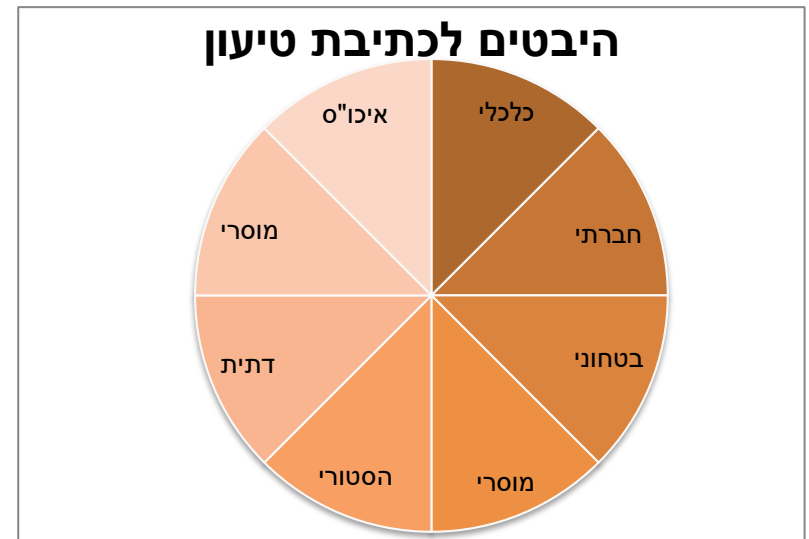 היבטים לכתיבת טיעון
כלכלי
חברתי
בטחוני
מוסרי
הסטורי
דתית
מוסרי
איכו"ס